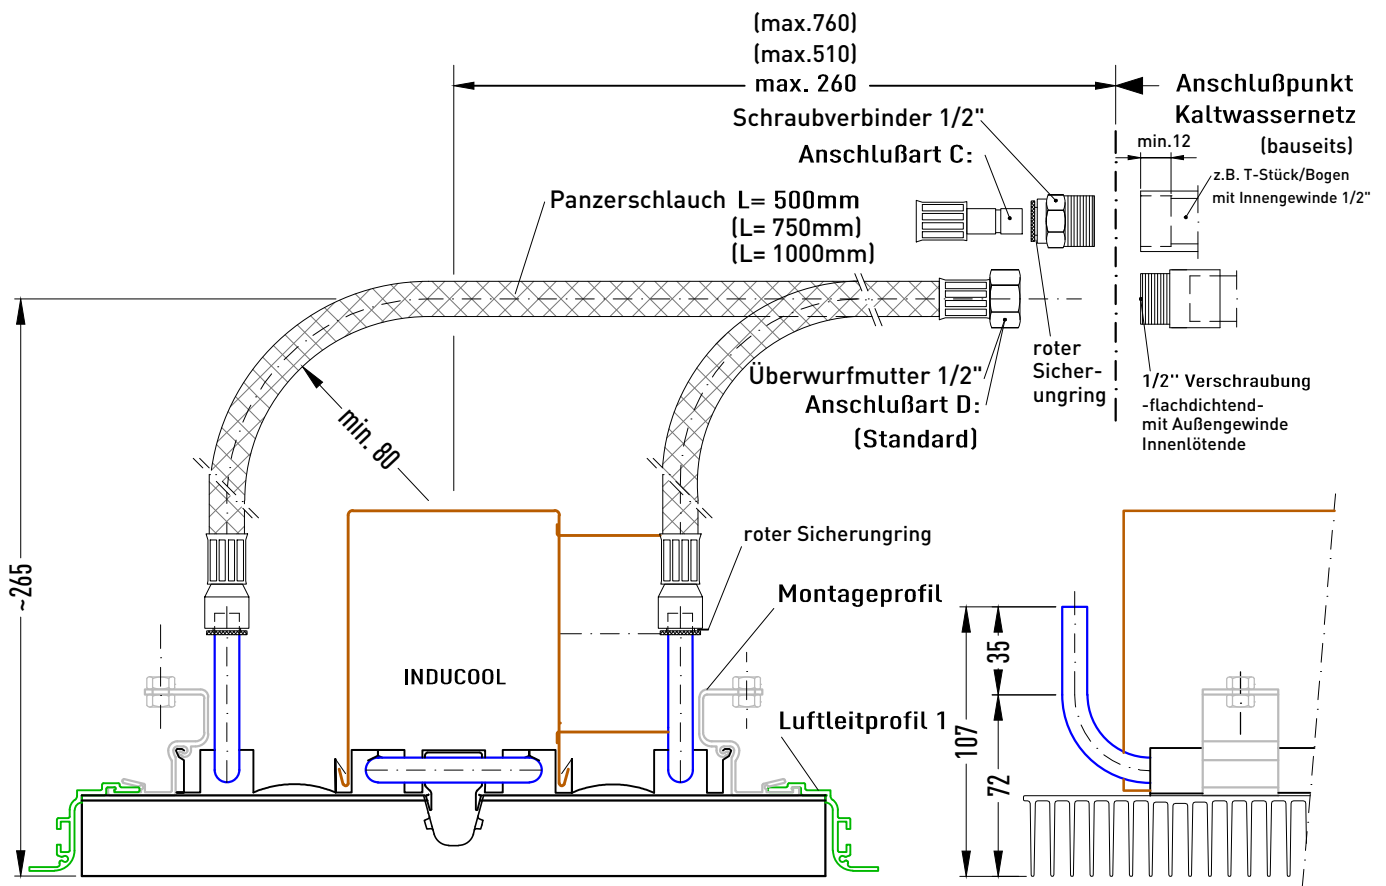 (max.760)
(max.510)
max. 260
Anschlußpunkt
Kaltwassernetz
(bauseits)
Schraubverbinder 1/2"
Anschlußart C:
min.12
z.B. T-Stück/Bogen
mit Innengewinde 1/2"
Panzerschlauch L= 500mm
(L= 750mm)
(L= 1000mm)
roter
Sicher-
ungring
Überwurfmutter 1/2"
Anschlußart D:
(Standard)
1/2'' Verschraubung
-flachdichtend-
mit Außengewinde
Innenlötende
min. 80
~265
roter Sicherungring
Montageprofil
INDUCOOL
Luftleitprofil 1
35
107
72